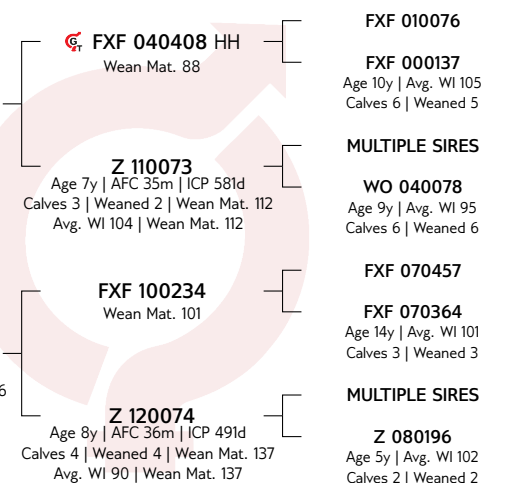 GT FXF 040408 HH
Wean Mat. 88
Z 110073
Age 7y | AFC 35m | ICP 581d
Calves 3 | Weaned 2 | Wean Mat. 112
Avg. WI 104 | Wean Mat. 112
FXF 100234
Wean Mat. 101
6
Z 120074
Age 8y | AFC 36m | ICP 491d
Calves 4 | Weaned 4 | Wean Mat. 137
Avg. WI 90 | Wean Mat. 137
FXF 010076
FXF 000137
Age 10y | Avg. WI 105
Calves 6 | Weaned 5
MULTIPLE SIRES
WO 040078
Age 9y | Avg. WI 95
Calves 6 | Weaned 6
FXF 070457
FXF 070364
Age 14y | Avg. WI 101
Calves 3 | Weaned 3
MULTIPLE SIRES
Z 080196
Age 5y | Avg. WI 102
Calves 2 | Weaned 2